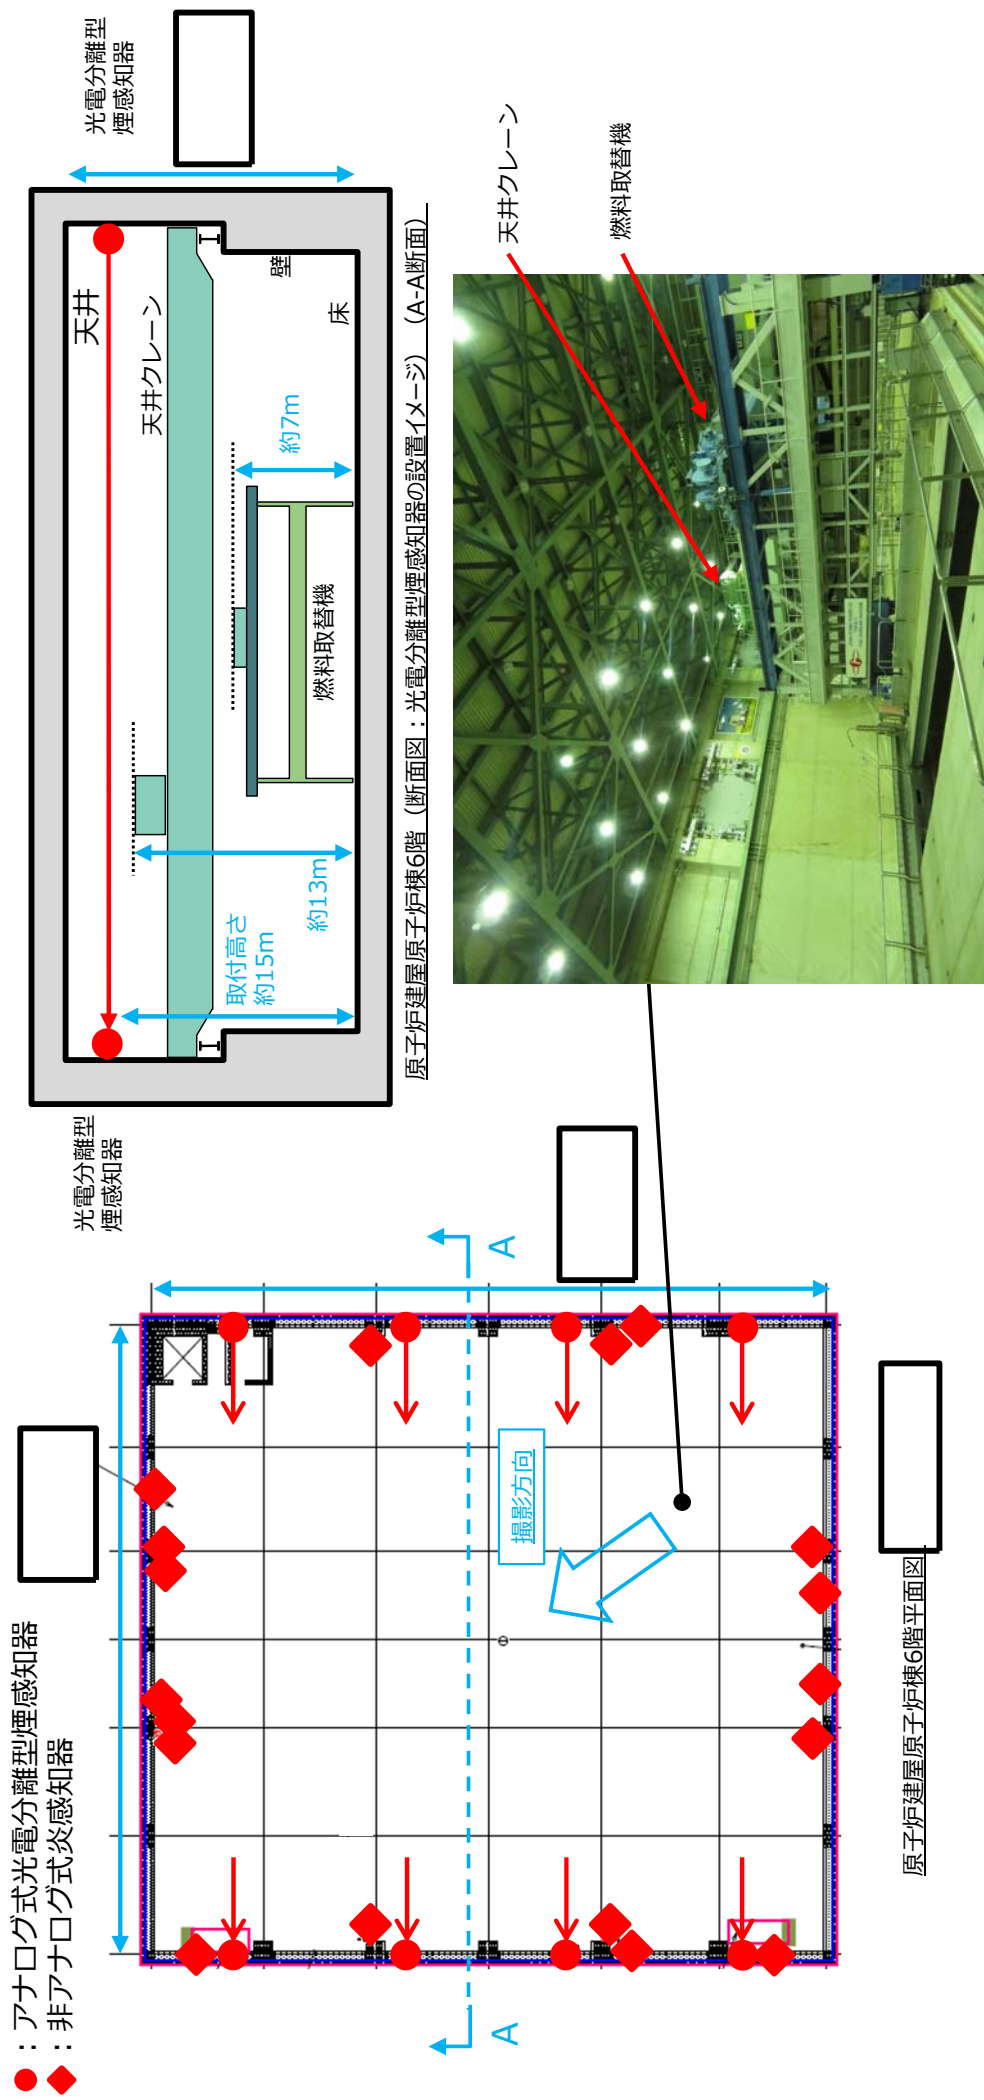 ：アナログ式光電分離型煙感知器
：非アナログ式炎感知器
原子炉建屋原子炉棟6階平面図
撮影方向
A
A
光電分離型
煙感知器
光電分離型
煙感知器
天井
天井クレーン
壁
床
燃料取替機
約7m
約13m
取付高さ
約15m
原子炉建屋原子炉棟6階（断面図：光電分離型煙感知器の設置イメージ）（A-A断面）
天井クレーン
燃料取替機